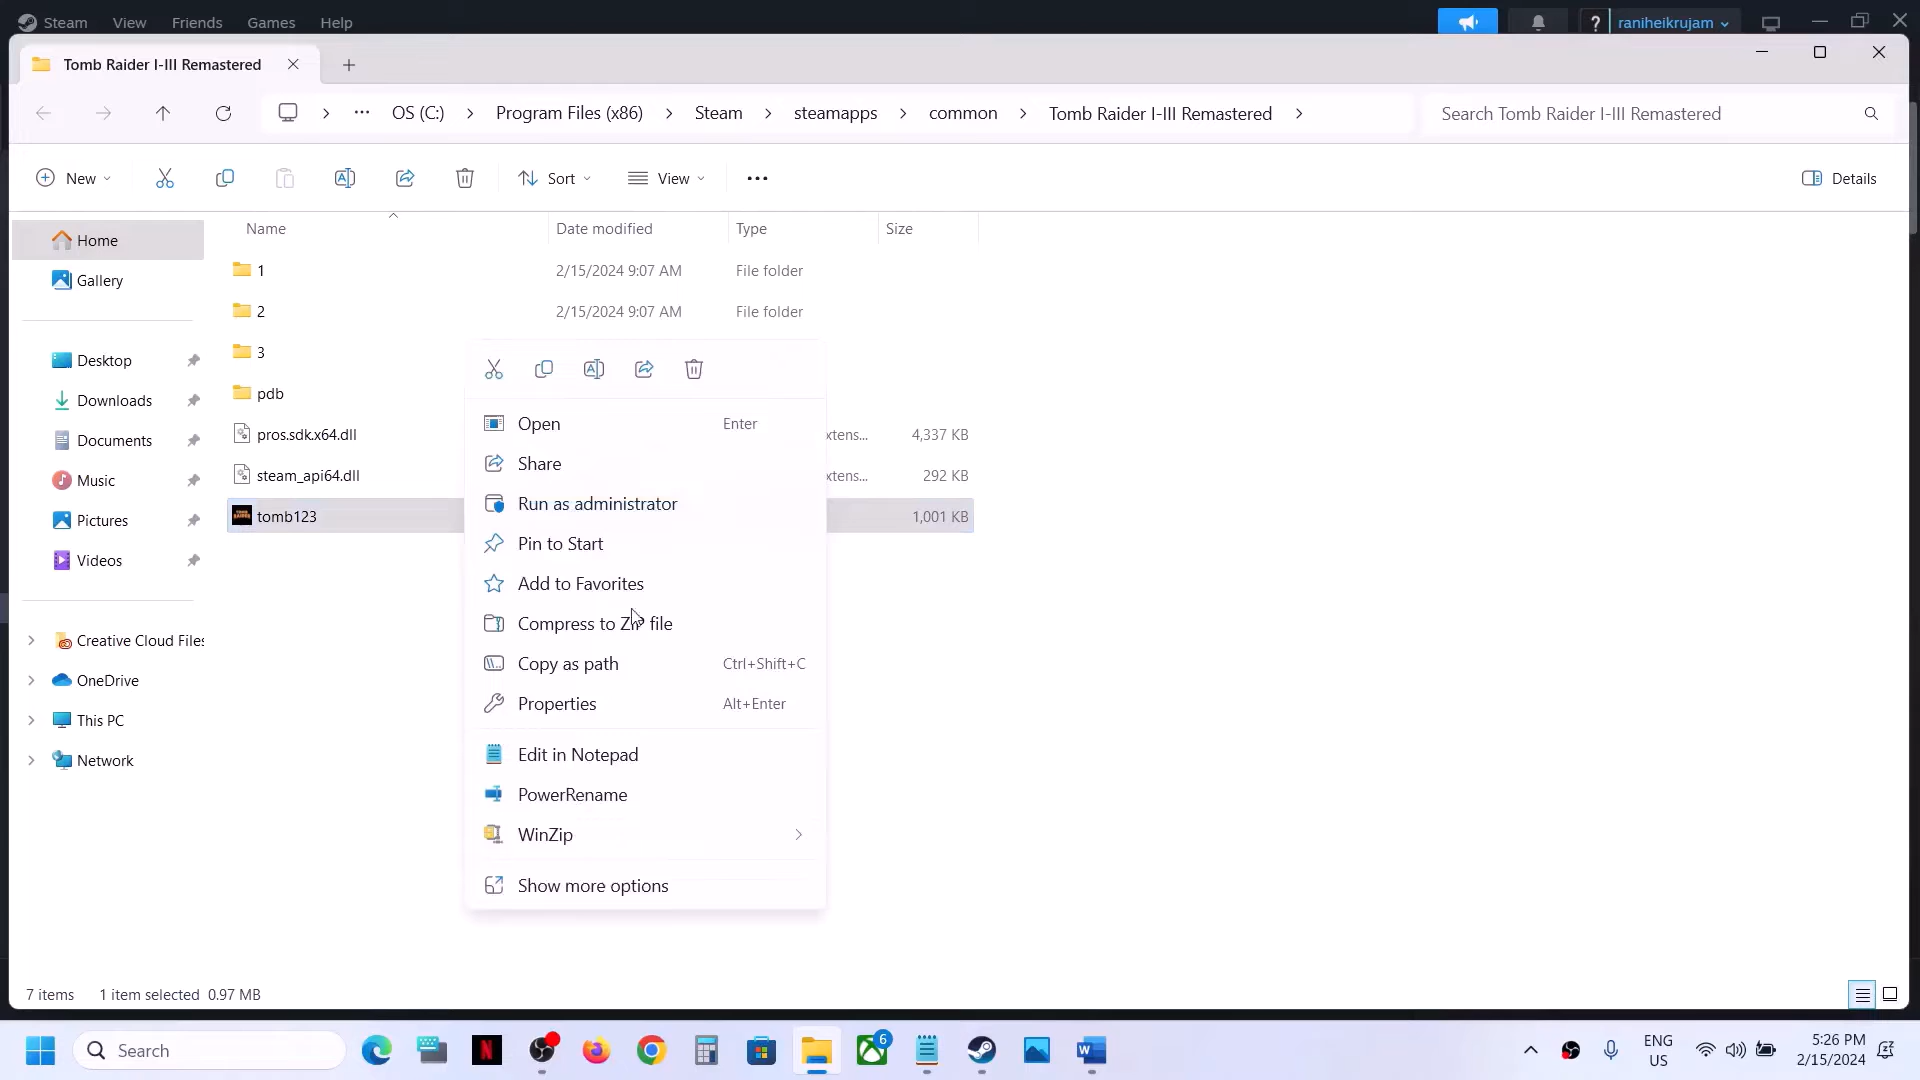 Steam View Friends Games Help raniheikrujam
Tomb Raider I-III Remastered
OS (C:) Program Files (x86) Steam steamapps common Tomb Raider I-III Remastered Search Tomb Raider I-III Remastered
New Sort View Details
Name Date modified Type Size
Home
Gallery
Desktop
Downloads
Documents
Music
Pictures
Videos
Creative Cloud Files
OneDrive
This PC
Network
1 2/15/2024 9:07 AM File folder
2 2/15/2024 9:07 AM File folder
3
pdb
pros.sdk.x64.dll xtens... 4,337 KB
steam_api64.dll xtens... 292 KB
tomb123 1,001 KB
Open Enter
Share
Run as administrator
Pin to Start
Add to Favorites
Compress to ZIP file
Copy as path Ctrl+Shift+C
Properties Alt+Enter
Edit in Notepad
PowerRename
WinZip
Show more options
7 items 1 item selected 0.97 MB
Search
6
ENG
US
5:26 PM
2/15/2024